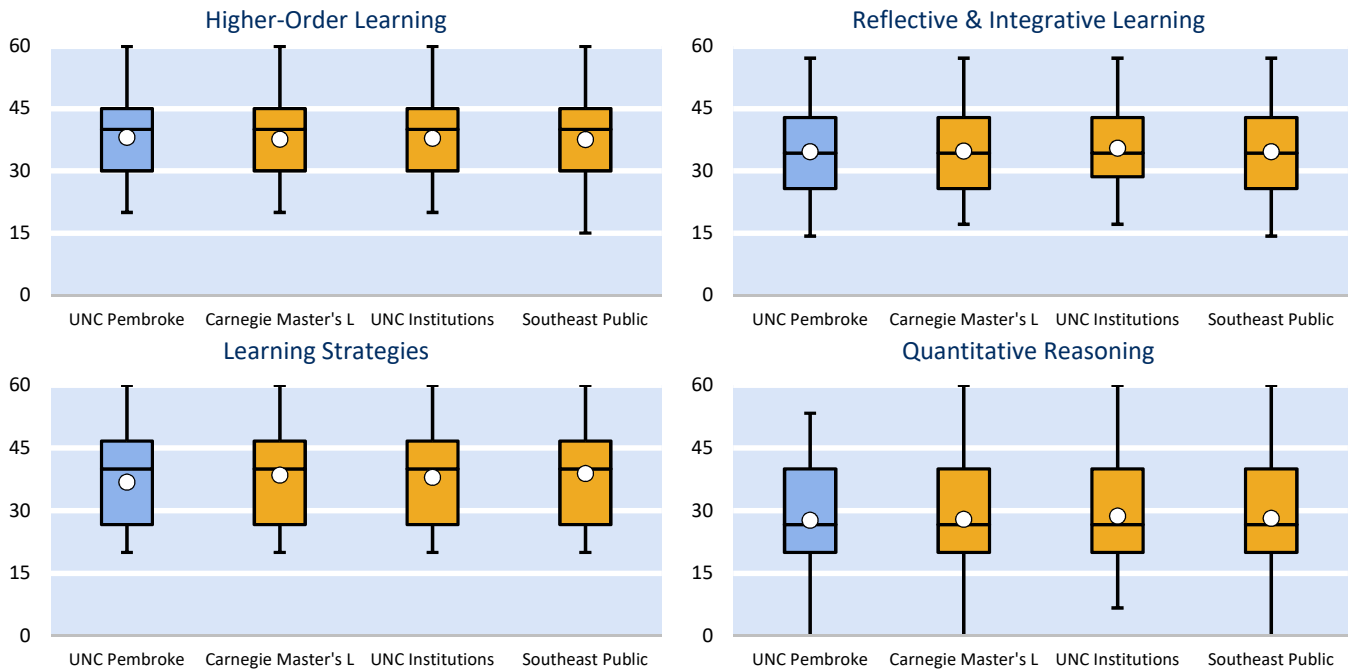 Higher-Order Learning
60
45
30
15
0
UNC Pembroke Carnegie Master's L UNC Institutions Southeast Public
Reflective & Integrative Learning
60
45
30
15
0
UNC Pembroke Carnegie Master's L UNC Institutions Southeast Public
Learning Strategies
60
45
30
15
0
UNC Pembroke Carnegie Master's L UNC Institutions Southeast Public
Quantitative Reasoning
60
45
30
15
0
UNC Pembroke Carnegie Master's L UNC Institutions Southeast Public